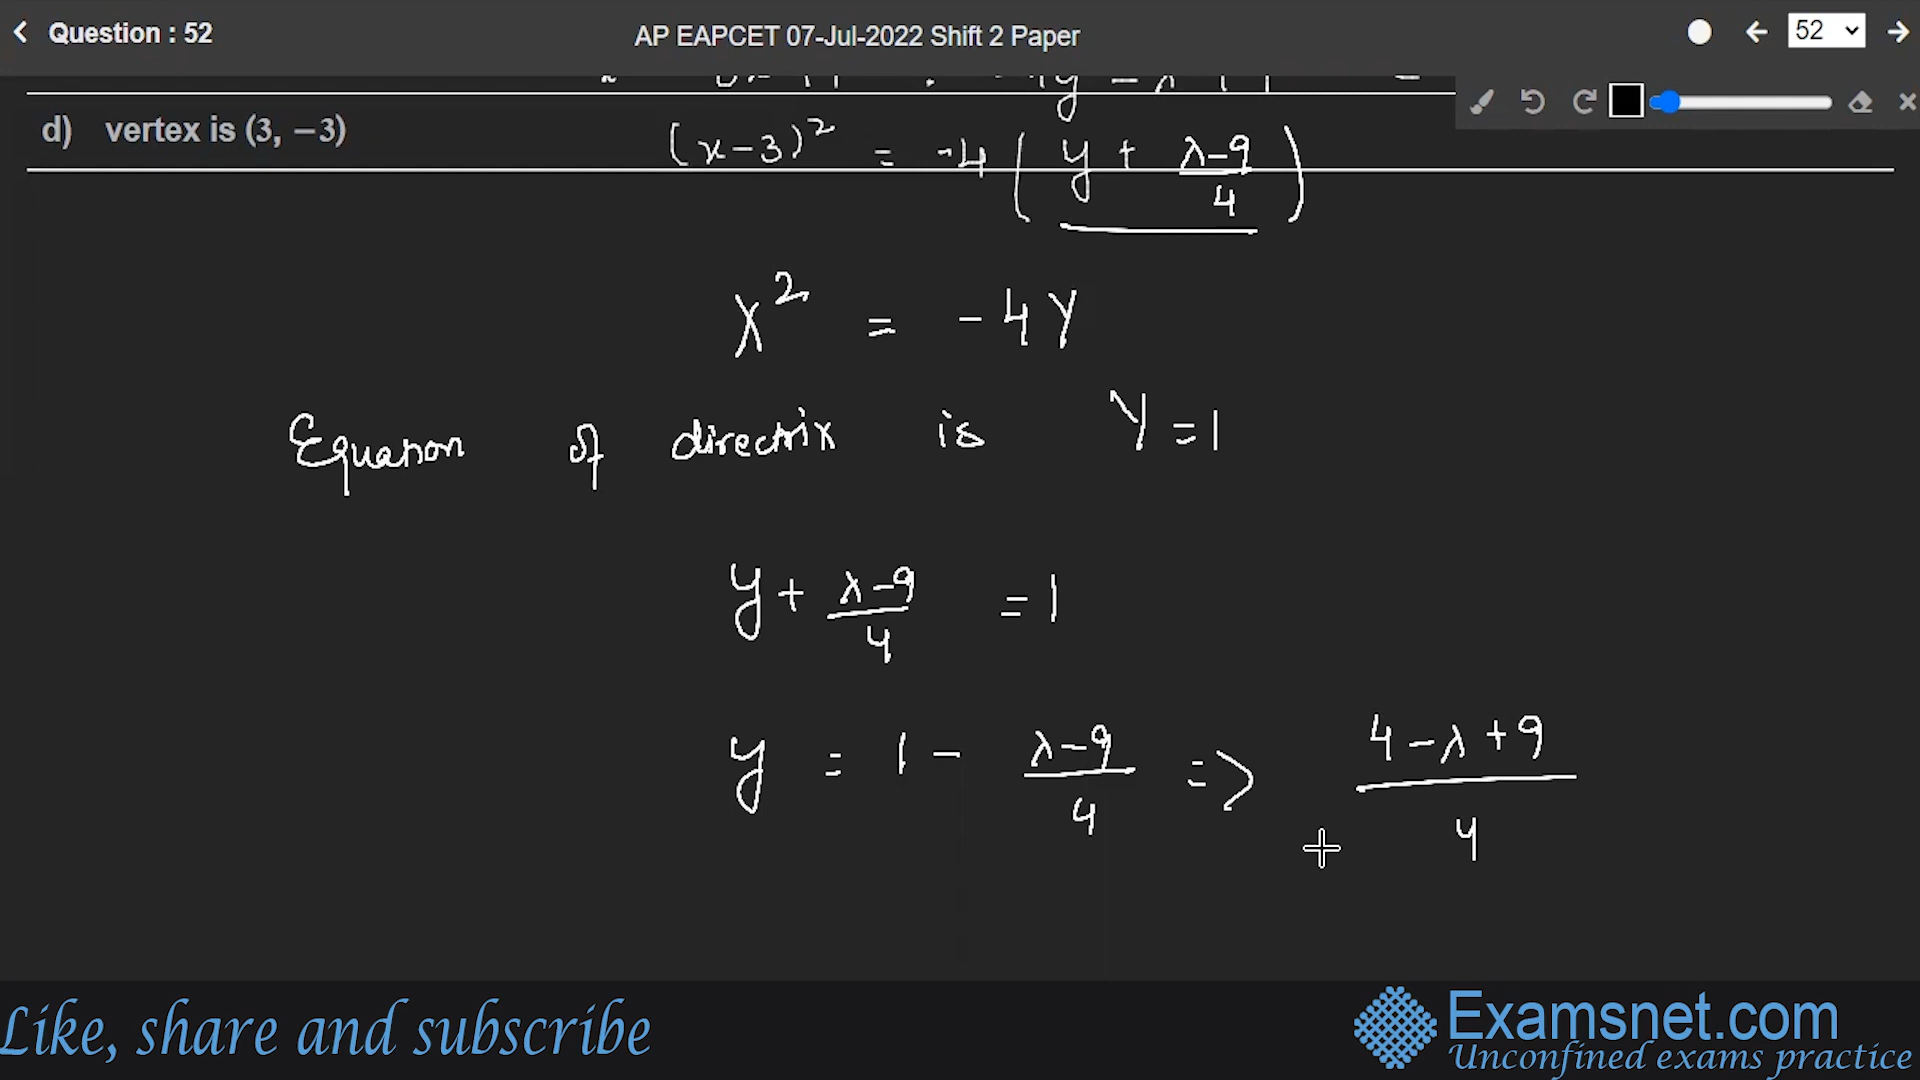 Question : 52
AP EAPCET 07-Jul-2022 Shift 2 Paper
52
d) vertex is (3, −3)
(x−3)² = -4 ( y + λ−9/4 )
X² = −4Y
Equation of directrix is Y=1
y + λ−9/4 = 1
y = 1 − λ−9/4 => 4−λ+9/4
Like, share and subscribe
Examsnet.com
Unconfined exams practice